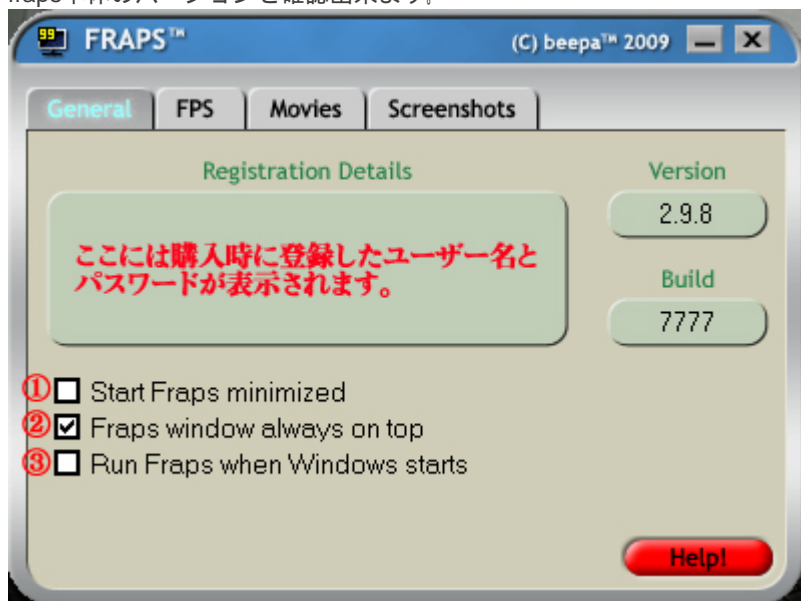 fraps本体のバージョンを確認出来ます。
99 FRAPS™ (C) beepa™ 2009
General FPS Movies Screenshots
Registration Details
ここには購入時に登録したユーザー名と
パスワードが表示されます。
Version
2.9.8
Build
7777
① Start Fraps minimized
② Fraps window always on top
③ Run Fraps when Windows starts
Help!